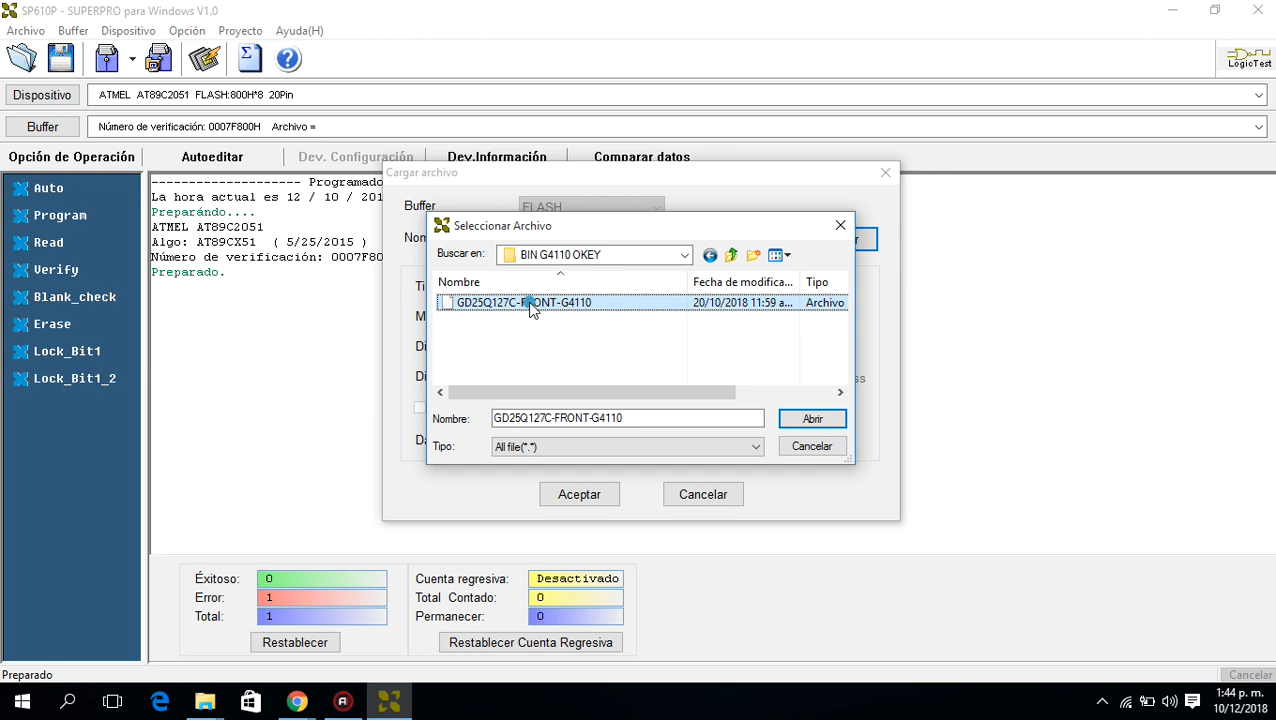 SP610P - SUPERPRO para Windows V1.0
Archivo Buffer Dispositivo Opción Proyecto Ayuda(H)
LogicTest
Dispositivo ATMEL AT89C2051 FLASH:800H*8 20Pin
Buffer Número de verificación: 0007F800H Archivo =
Opción de Operación Autoeditar Dev. Configuración Dev.Información Comparar datos
Auto
Program
Read
Verify
Blank_check
Erase
Lock_Bit1
Lock_Bit1_2
-------------------- Programado
La hora actual es 12 / 10 / 201
Preparándo....
ATMEL AT89C2051
Algo: AT89CX51 ( 5/25/2015 )
Número de verificación: 0007F80
Preparado.
Cargar archivo
Buffer FLASH
Nom
r
Ti
M
Di
Di
ss
Da
Seleccionar Archivo
Buscar en: BIN G4110 OKEY
Nombre Fecha de modifica... Tipo
GD25Q127C-FRONT-G4110 20/10/2018 11:59 a... Archivo
Nombre: GD25Q127C-FRONT-G4110 Abrir
Tipo: All file(*.*) Cancelar
Aceptar Cancelar
Éxitoso: 0
Error: 1
Total: 1
Restablecer
Cuenta regresiva: Desactivado
Total Contado: 0
Permanecer: 0
Restablecer Cuenta Regresiva
Preparado Cancelar
1:44 p. m.
10/12/2018